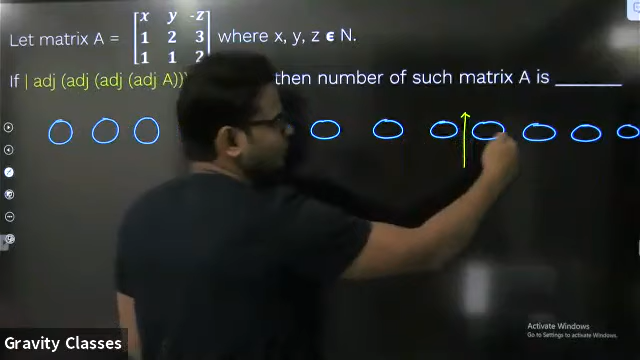 Let matrix A = [x y -z
1 2 3
1 1 2] where x, y, z ϵ N.
If | adj (adj (adj (adj A))) then number of such matrix A is ______
Activate Windows
Go to Settings to activate Windows.
Gravity Classes